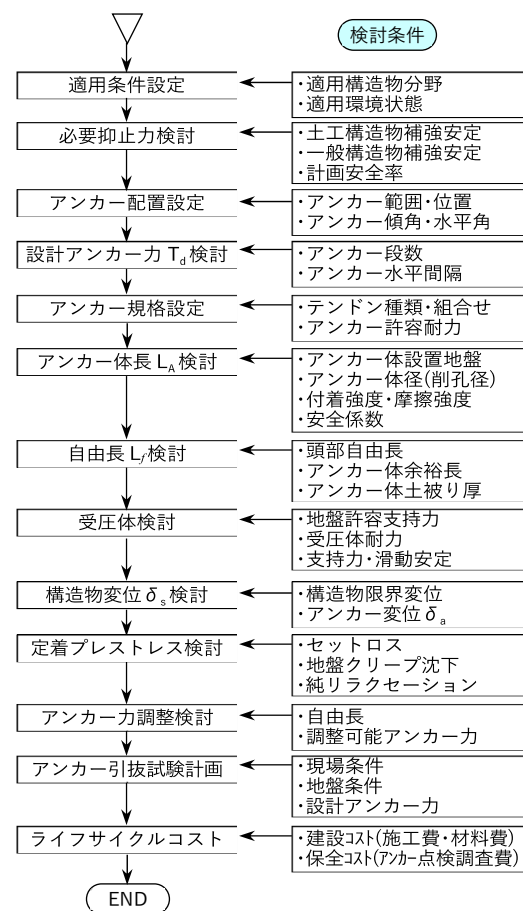 検討条件
適用条件設定
・適用構造物分野
・適用環境状態
必要抑止力検討
・土工構造物補強安定
・一般構造物補強安定
・計画安全率
アンカー配置設定
・アンカー範囲・位置
・アンカー傾角・水平角
設計アンカー力 Td 検討
・アンカー段数
・アンカー水平間隔
アンカー規格設定
・テンドン種類・組合せ
・アンカー許容耐力
アンカー体長 LA 検討
・アンカー体設置地盤
・アンカー体径(削孔径)
・付着強度・摩擦強度
・安全係数
自由長 Lf 検討
・頭部自由長
・アンカー体余裕長
・アンカー体土被り厚
受圧体検討
・地盤許容支持力
・受圧体耐力
・支持力・滑動安定
構造物変位 δs 検討
・構造物限界変位
・アンカー変位 δa
定着プレストレス検討
・セットロス
・地盤クリープ沈下
・純リラクセーション
アンカー力調整検討
・自由長
・調整可能アンカー力
アンカー引抜試験計画
・現場条件
・地盤条件
・設計アンカー力
ライフサイクルコスト
・建設コスト(施工費・材料費)
・保全コスト(アンカー点検調査費)
END